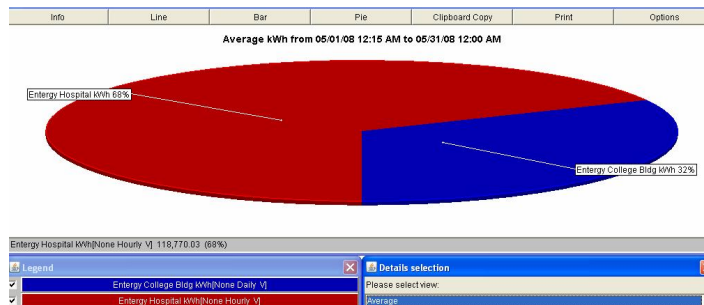 Info Line Bar Pie Clipboard Copy Print Options
Average kWh from 05/01/08 12:15 AM to 05/31/08 12:00 AM
Entergy Hospital kWh 68%
Entergy College Bldg kWh 32%
Entergy Hospital kWh[None Hourly V] 118,770.03 (68%)
Legend
Entergy College Bldg kWh[None Daily V]
Entergy Hospital kWh[None Hourly V]
Details selection
Please select view:
Average